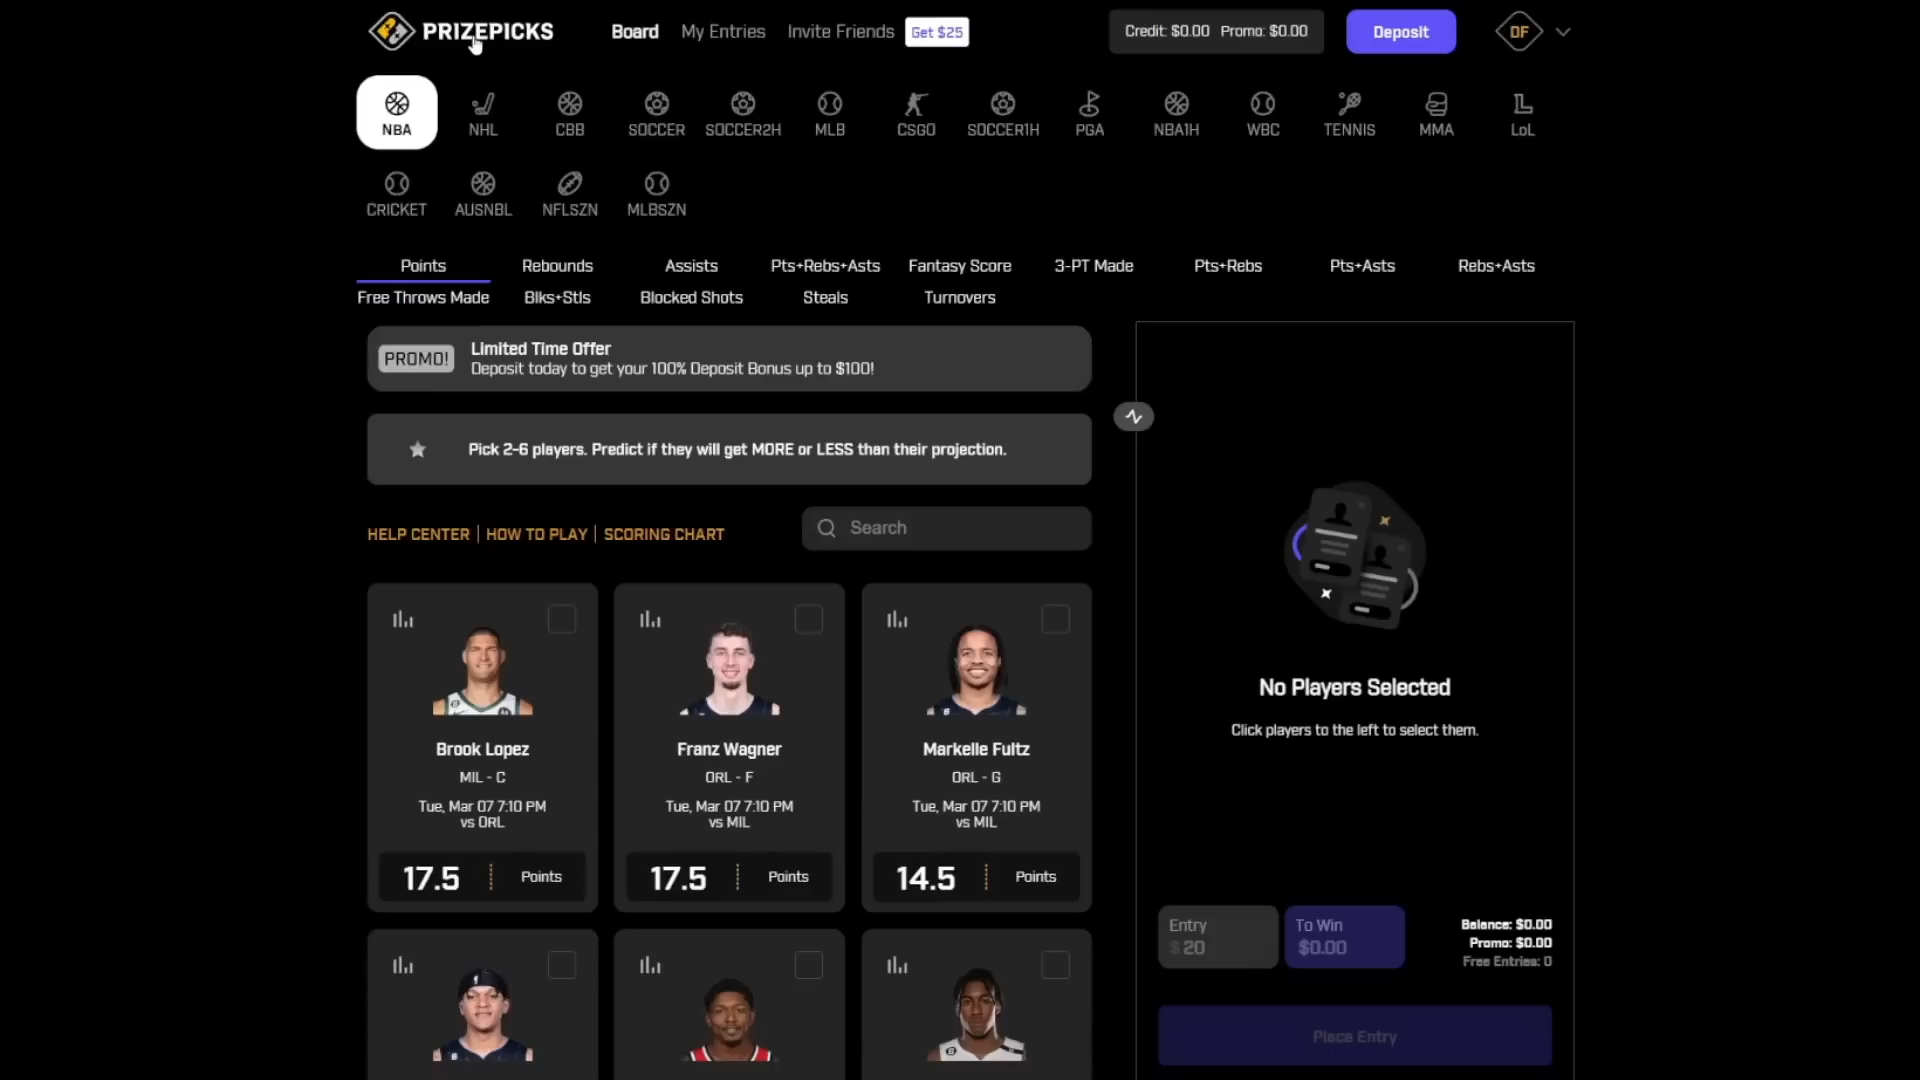 PRIZEPICKS
Board
My Entries
Invite Friends
Get $25
Credit: $0.00 Promo: $0.00
Deposit
DF
NBA
NHL
CBB
SOCCER
SOCCER2H
MLB
CSGO
SOCCER1H
PGA
NBA1H
WBC
TENNIS
MMA
LoL
CRICKET
AUSNBL
NFLSZN
MLBSZN
Points
Rebounds
Assists
Pts+Rebs+Asts
Fantasy Score
3-PT Made
Pts+Rebs
Pts+Asts
Rebs+Asts
Free Throws Made
Blks+Stls
Blocked Shots
Steals
Turnovers
PROMO!
Limited Time Offer
Deposit today to get your 100% Deposit Bonus up to $100!
Pick 2-6 players. Predict if they will get MORE or LESS than their projection.
HELP CENTER | HOW TO PLAY | SCORING CHART
Search
Brook Lopez
MIL - C
Tue, Mar 07 7:10 PM
vs ORL
17.5 Points
Franz Wagner
ORL - F
Tue, Mar 07 7:10 PM
vs MIL
17.5 Points
Markelle Fultz
ORL - G
Tue, Mar 07 7:10 PM
vs MIL
14.5 Points
No Players Selected
Click players to the left to select them.
Entry
$ 20
To Win
$0.00
Balance: $0.00
Promo: $0.00
Free Entries: 0
Place Entry